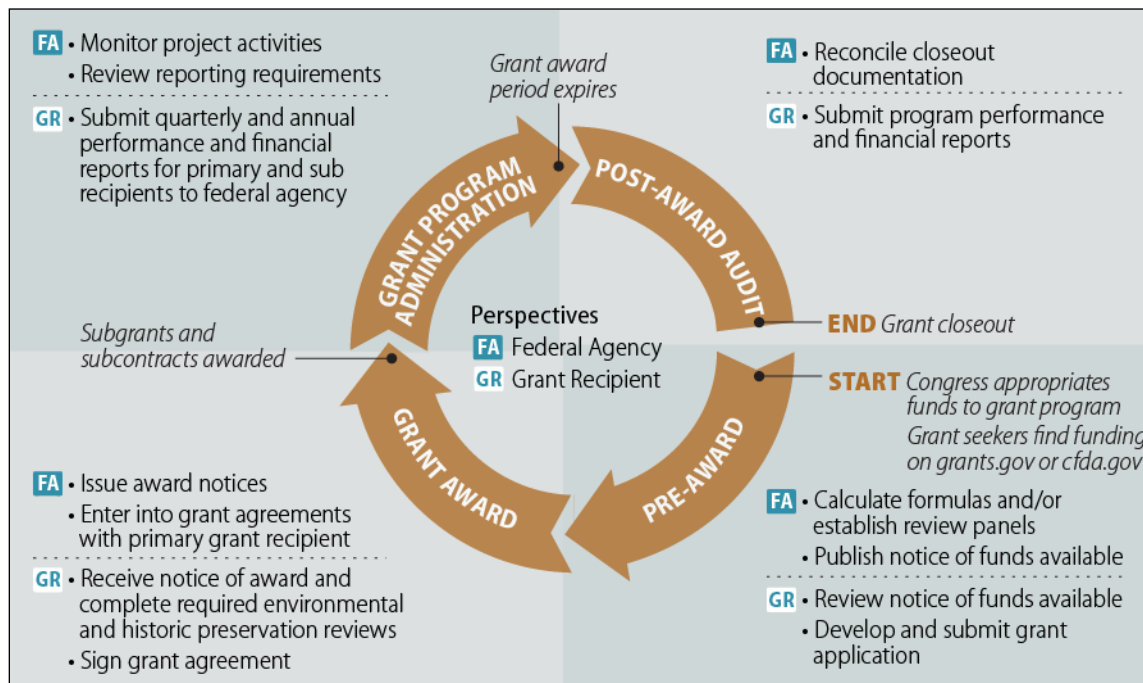 FA • Monitor project activities
• Review reporting requirements
GR • Submit quarterly and annual
performance and financial
reports for primary and sub
recipients to federal agency
Grant award
period expires
FA • Reconcile closeout
documentation
GR • Submit program performance
and financial reports
GRANT PROGRAM
ADMINISTRATION
POST-AWARD AUDIT
Subgrants and
subcontracts awarded
Perspectives
FA Federal Agency
GR Grant Recipient
END Grant closeout
START Congress appropriates
funds to grant program
Grant seekers find funding
on grants.gov or cfda.gov
GRANT AWARD
PRE-AWARD
FA • Issue award notices
• Enter into grant agreements
with primary grant recipient
GR • Receive notice of award and
complete required environmental
and historic preservation reviews
• Sign grant agreement
FA • Calculate formulas and/or
establish review panels
• Publish notice of funds available
GR • Review notice of funds available
• Develop and submit grant
application